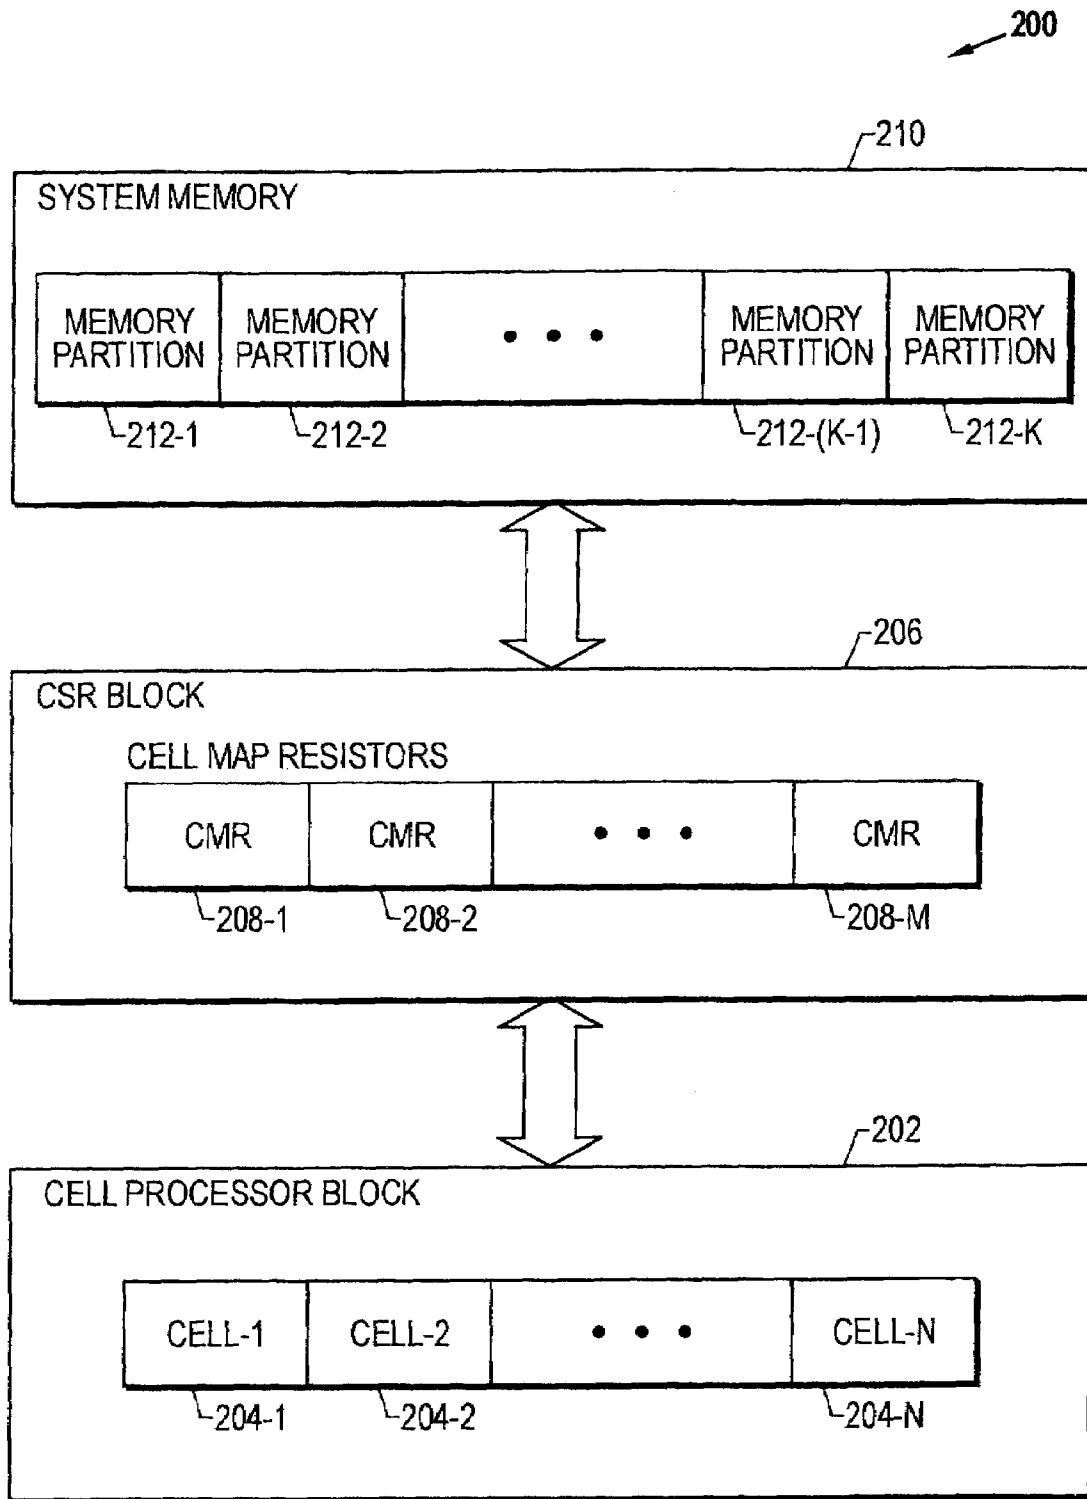 200
210
SYSTEM MEMORY
MEMORY PARTITION
MEMORY PARTITION
• • •
MEMORY PARTITION
MEMORY PARTITION
212-1
212-2
212-(K-1)
212-K
206
CSR BLOCK
CELL MAP RESISTORS
CMR
CMR
• • •
CMR
208-1
208-2
208-M
202
CELL PROCESSOR BLOCK
CELL-1
CELL-2
• • •
CELL-N
204-1
204-2
204-N